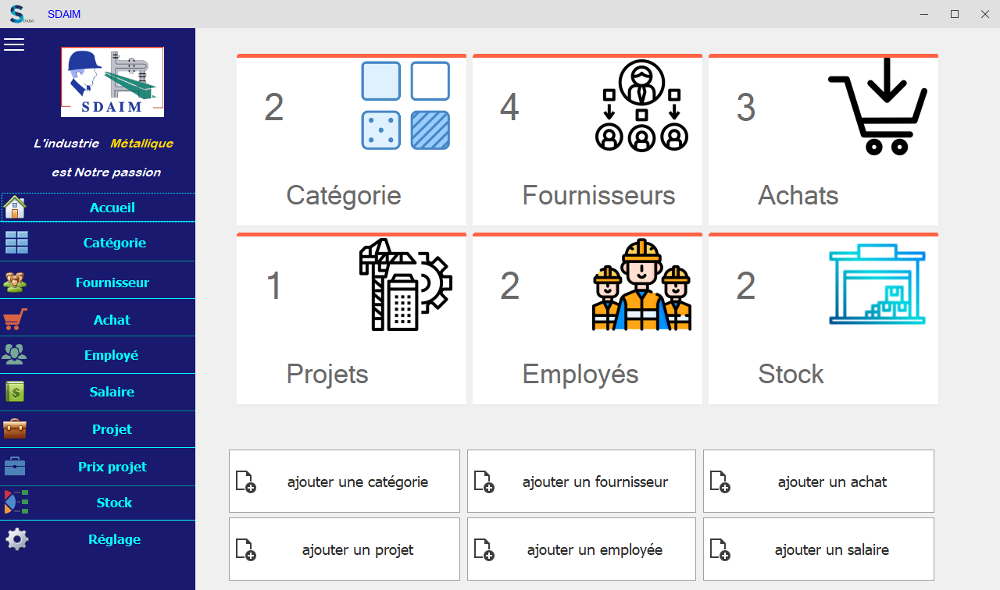 SDAIM
SDAIM
SDAIM
L'industrie Métallique
est Notre passion
Accueil
Catégorie
Fournisseur
Achat
Employé
Salaire
Projet
Prix projet
Stock
Réglage
2
Catégorie
4
Fournisseurs
3
Achats
1
Projets
2
Employés
2
Stock
ajouter une catégorie
ajouter un fournisseur
ajouter un achat
ajouter un projet
ajouter un employée
ajouter un salaire